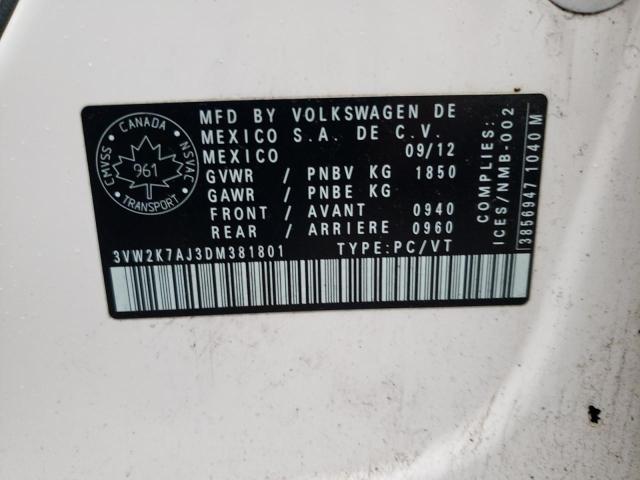 CANADA
CMVSS
NSVAC
961
TRANSPORT
MFD BY VOLKSWAGEN DE
MEXICO S.A. DE C.V.
MEXICO 09/12
GVWR / PNBV KG 1850
GAWR / PNBE KG
FRONT / AVANT 0940
REAR / ARRIERE 0960
3VW2K7AJ3DM381801 TYPE:PC/VT
COMPLIES:
ICES/NMB-002
3856947 1040 M